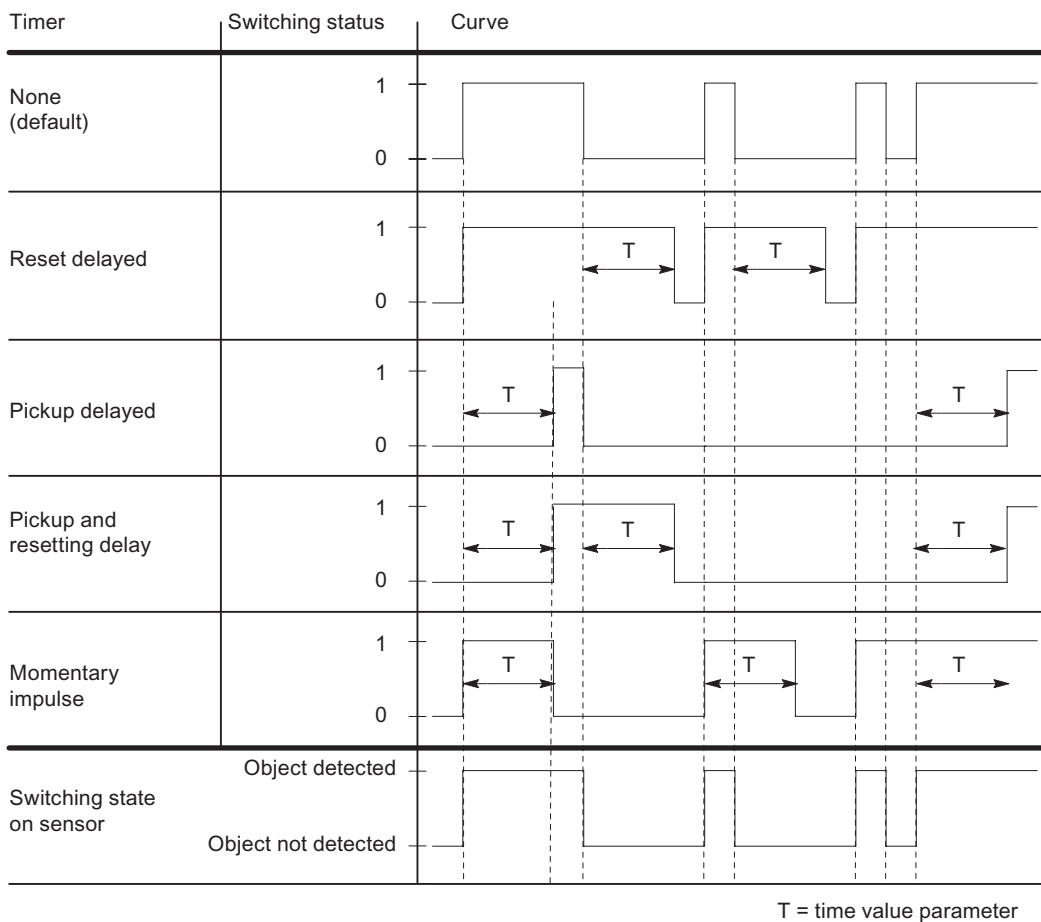 Timer Switching status Curve
None
(default)
1
0
Reset delayed
1
0
T T
Pickup delayed
1
0
T T
Pickup and
resetting delay
1
0
T T T
Momentary
impulse
1
0
T T T
Switching state
on sensor
Object detected
Object not detected
T = time value parameter